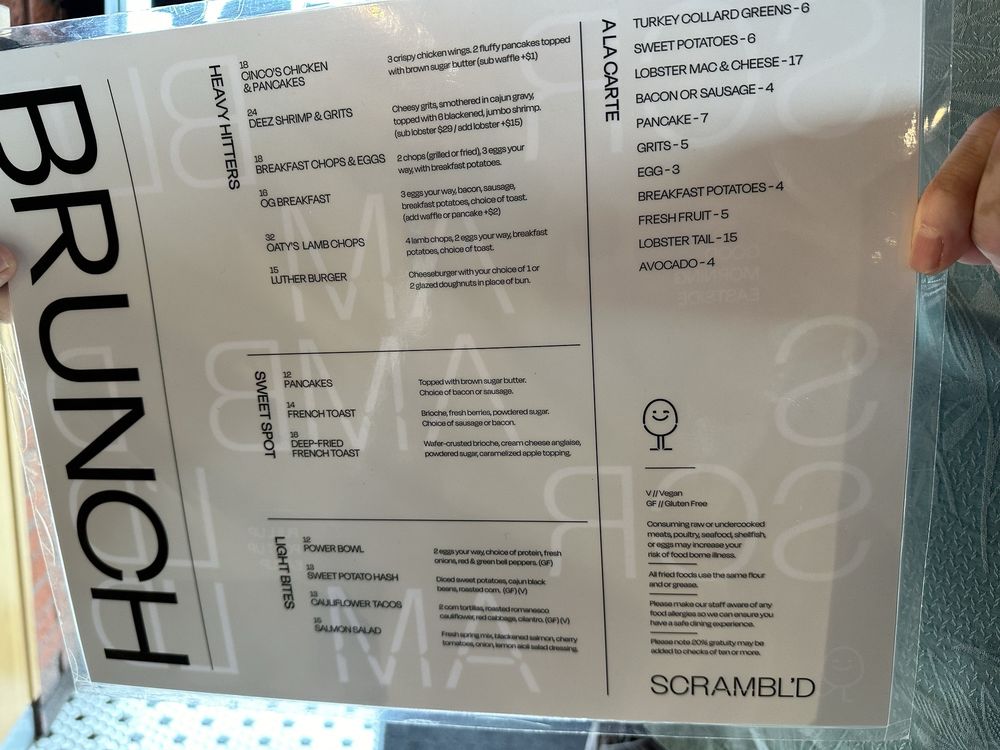 BRUNCH
HEAVY HITTERS
18
CINCO'S CHICKEN
& PANCAKES
3 crispy chicken wings. 2 fluffy pancakes topped
with brown sugar butter (sub waffle +$1)
24
DEEZ SHRIMP & GRITS
Cheesy grits, smothered in cajun gravy,
topped with 6 blackened, jumbo shrimp.
(sub lobster $29 / add lobster +$15)
18
BREAKFAST CHOPS & EGGS
2 chops (grilled or fried), 3 eggs your
way, with breakfast potatoes.
16
OG BREAKFAST
3 eggs your way, bacon, sausage,
breakfast potatoes, choice of toast.
(add waffle or pancake +$2)
32
OATY'S LAMB CHOPS
4 lamb chops, 2 eggs your way, breakfast
potatoes, choice of toast.
15
LUTHER BURGER
Cheeseburger with your choice of 1 or
2 glazed doughnuts in place of bun.
SWEET SPOT
12
PANCAKES
Topped with brown sugar butter.
Choice of bacon or sausage.
14
FRENCH TOAST
Brioche, fresh berries, powdered sugar.
Choice of sausage or bacon.
16
DEEP-FRIED
FRENCH TOAST
Wafer-crusted brioche, cream cheese anglaise,
powdered sugar, caramelized apple topping.
LIGHT BITES
12
POWER BOWL
2 eggs your way, choice of protein, fresh
onions, red & green bell peppers. (GF)
13
SWEET POTATO HASH
Diced sweet potatoes, cajun black
beans, roasted corn. (GF) (V)
13
CAULIFLOWER TACOS
2 corn tortillas, roasted romanesco
cauliflower, red cabbage, cilantro. (GF) (V)
15
SALMON SALAD
Fresh spring mix, blackened salmon, cherry
tomatoes, onion, lemon aioli salad dressing.
A LA CARTE
TURKEY COLLARD GREENS - 6
SWEET POTATOES - 6
LOBSTER MAC & CHEESE - 17
BACON OR SAUSAGE - 4
PANCAKE - 7
GRITS - 5
EGG - 3
BREAKFAST POTATOES - 4
FRESH FRUIT - 5
LOBSTER TAIL - 15
AVOCADO - 4
V // Vegan
GF // Gluten Free
Consuming raw or undercooked
meats, poultry, seafood, shellfish,
or eggs may increase your
risk of food borne illness.
All fried foods use the same flour
and or grease.
Please make our staff aware of any
food allergies so we can ensure you
have a safe dining experience.
Please note 20% gratuity may be
added to checks of ten or more.
SCRAMBL'D